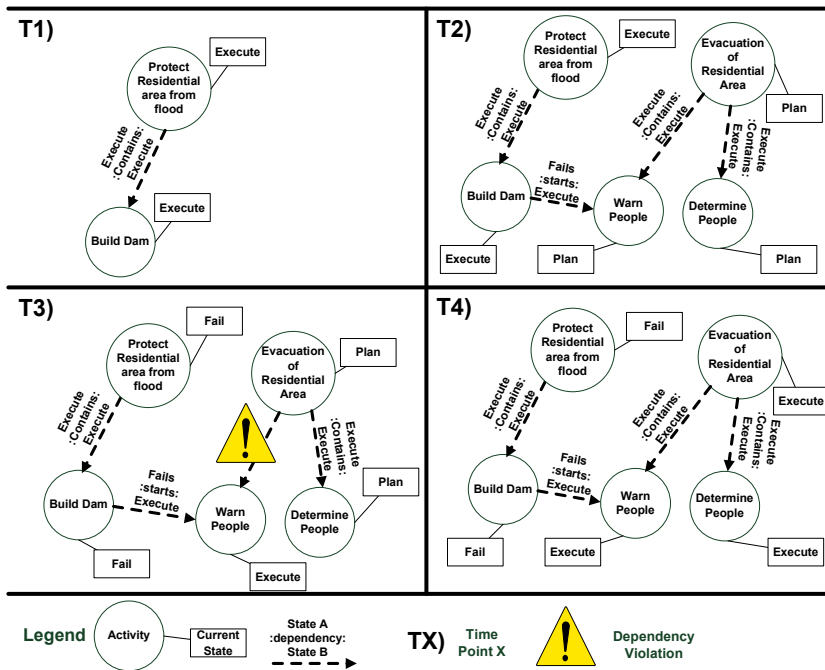 T1)
Execute
Protect
Residential
area from
flood
Execute
:Contains:
Execute
Execute
Build Dam
T2)
Protect
Residential
area from
flood
Execute
Evacuation
of
Residential
Area
Plan
Execute
:Contains:
Execute
Execute
:Contains:
Execute
Execute
:Contains:
Execute
Build Dam
Fails
:starts:
Execute
Warn
People
Determine
People
Execute
Plan
Plan
T3)
Fail
Protect
Residential
area from
flood
Evacuation
of
Residential
Area
Plan
Execute
:Contains:
Execute
Execute
:Contains:
Execute
Build Dam
Fails
:starts:
Execute
Warn
People
Determine
People
Plan
Fail
Execute
T4)
Protect
Residential
area from
flood
Fail
Evacuation
of
Residential
Area
Execute
Execute
:Contains:
Execute
Execute
:Contains:
Execute
Execute
:Contains:
Execute
Build Dam
Fails
:starts:
Execute
Warn
People
Determine
People
Fail
Execute
Execute
Legend
Activity
Current
State
State A
:dependency:
State B
TX)
Time
Point X
Dependency
Violation